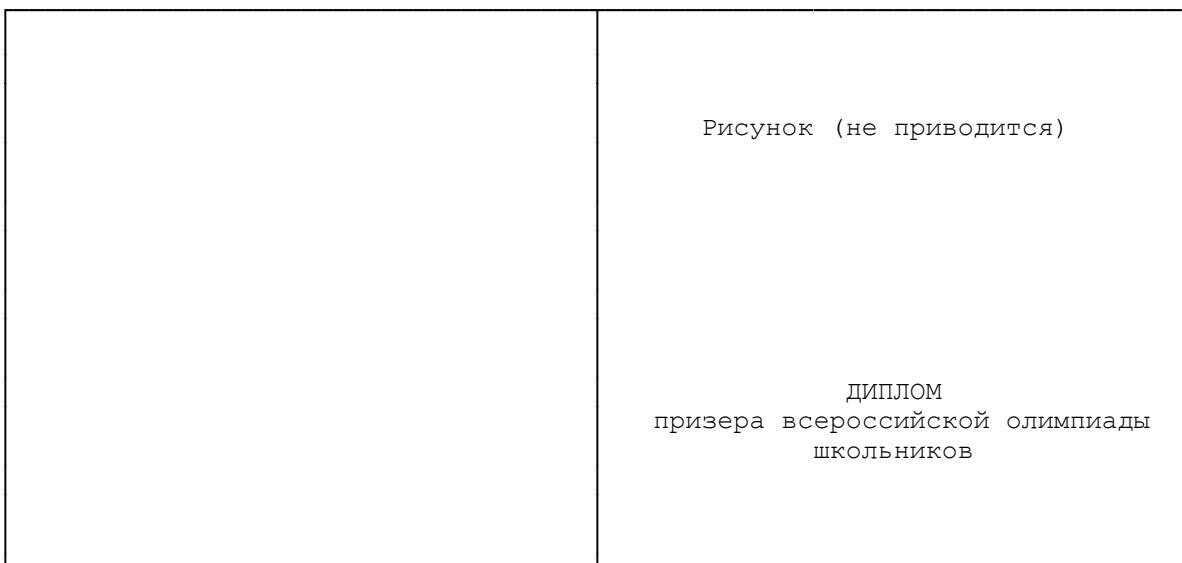 Рисунок (не приводится)
ДИПЛОМ
призера всероссийской олимпиады
школьников